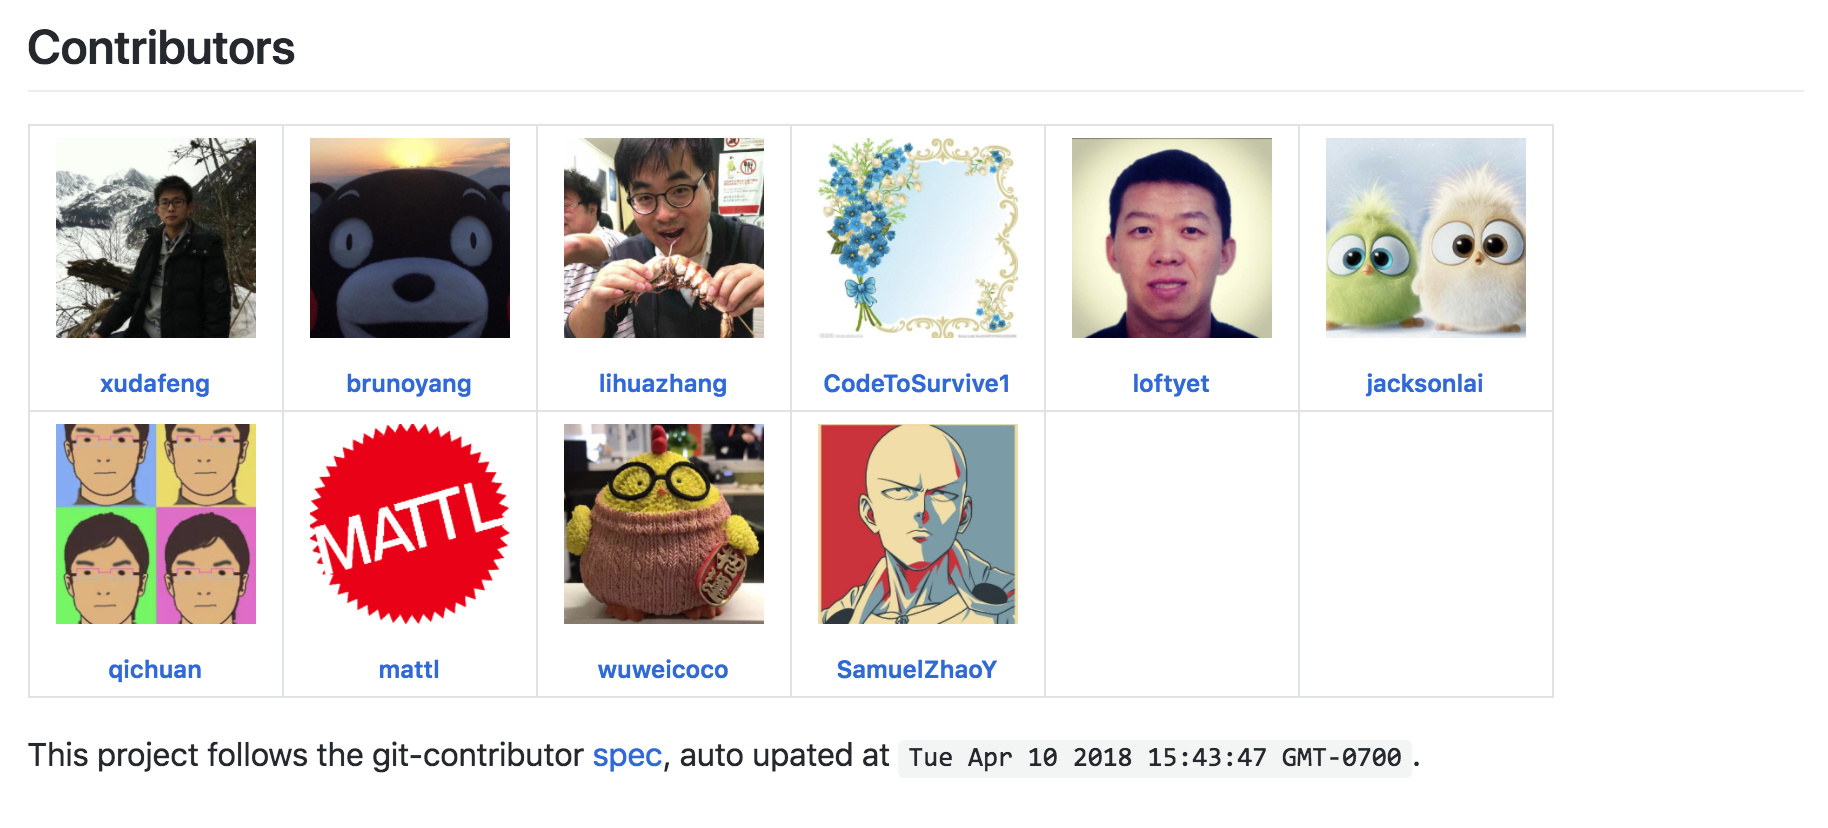 Contributors
xudafeng
brunoyang
lihuazhang
CodeToSurvive1
loftyet
jacksonlai
MATTL
qichuan
mattl
wuweicoco
SamuelZhaoY
This project follows the git-contributor spec, auto upated at Tue Apr 10 2018 15:43:47 GMT-0700.